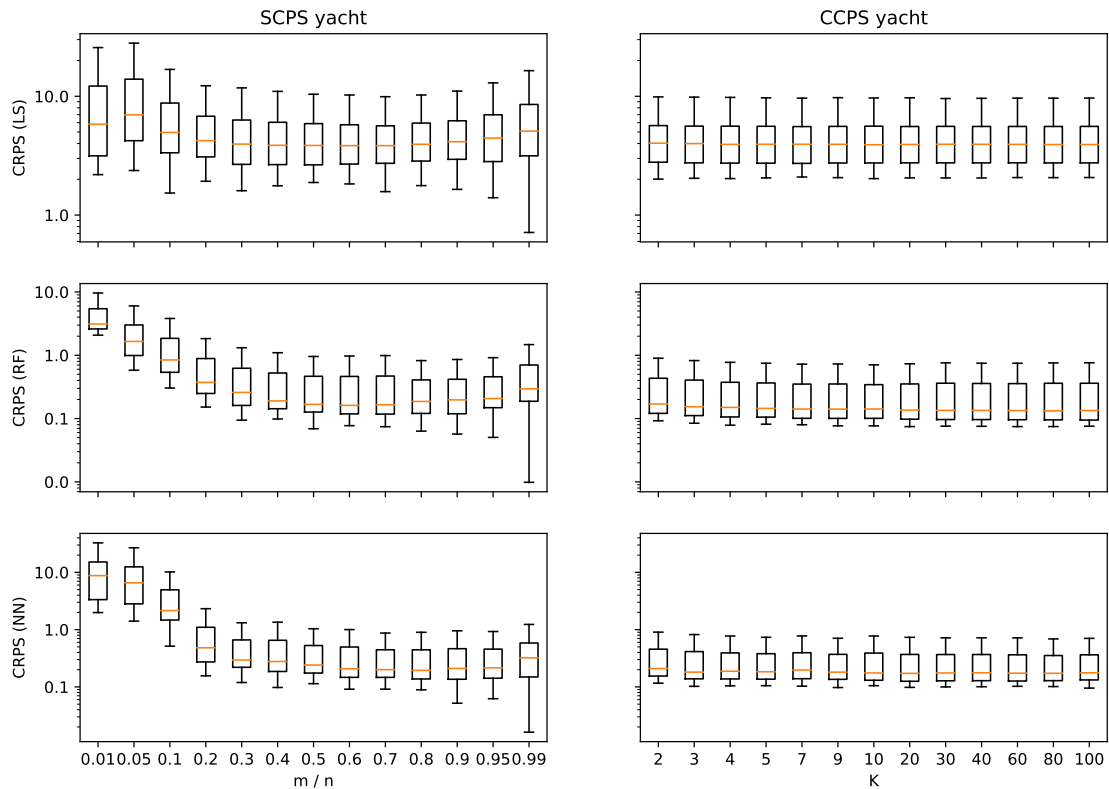 SCPS yacht
CCPS yacht
CRPS (LS)
10.0
1.0
CRPS (RF)
10.0
1.0
0.1
0.0
CRPS (NN)
10.0
1.0
0.1
0.01 0.05 0.1 0.2 0.3 0.4 0.5 0.6 0.7 0.8 0.9 0.95 0.99
m / n
2 3 4 5 7 9 10 20 30 40 60 80 100
K